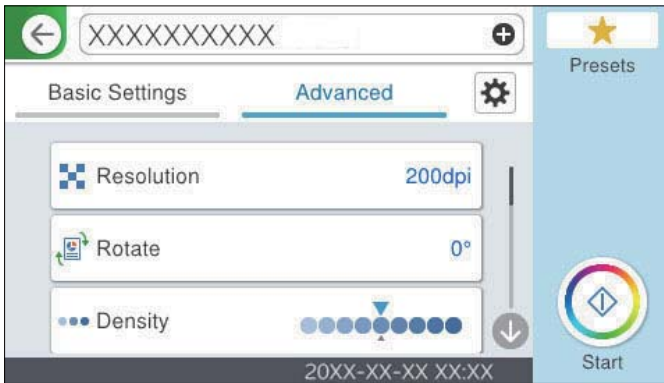 XXXXXXXXXX
Presets
Basic Settings
Advanced
Resolution
200dpi
Rotate
0°
Density
20XX-XX-XX XX:XX
Start